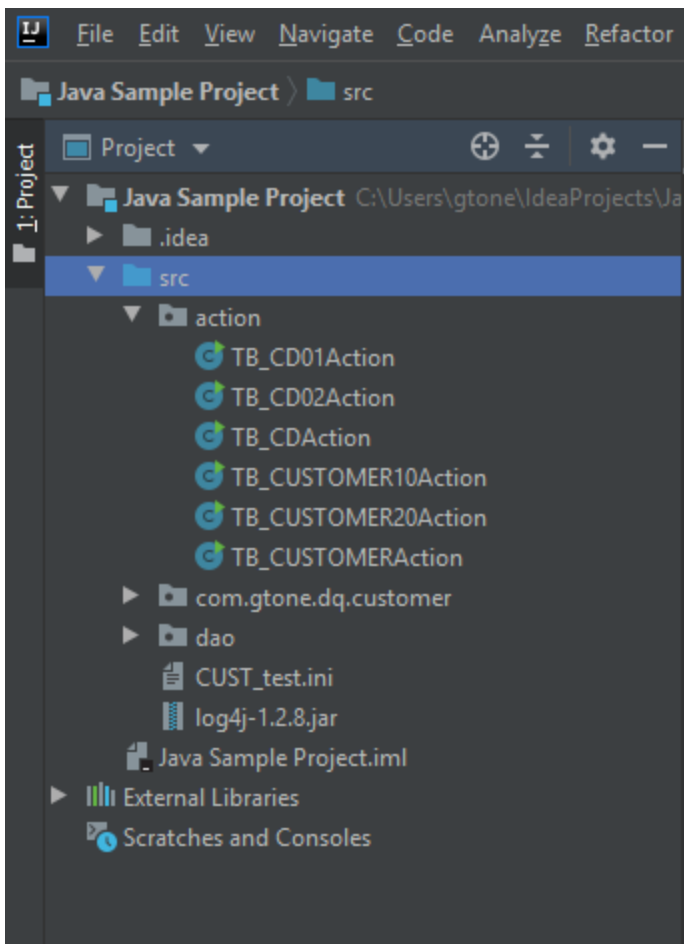 IJ File Edit View Navigate Code Analyze Refactor
Java Sample Project src
1: Project
Project
Java Sample Project C:\Users\gtone\IdeaProjects\Ja
.idea
src
action
TB_CD01Action
TB_CD02Action
TB_CDAction
TB_CUSTOMER10Action
TB_CUSTOMER20Action
TB_CUSTOMERAction
com.gtone.dq.customer
dao
CUST_test.ini
log4j-1.2.8.jar
Java Sample Project.iml
External Libraries
Scratches and Consoles